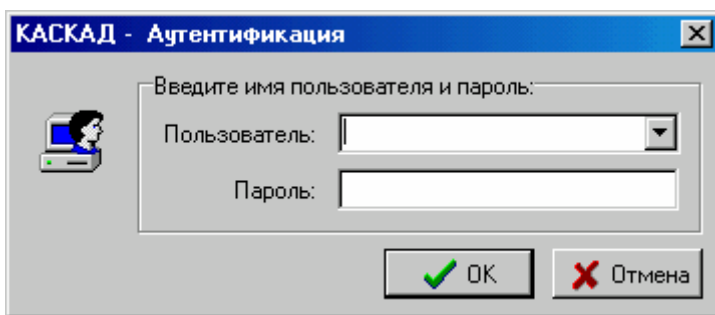 КАСКАД - Аутентификация
Введите имя пользователя и пароль:
Пользователь:
Пароль:
OK
Отмена